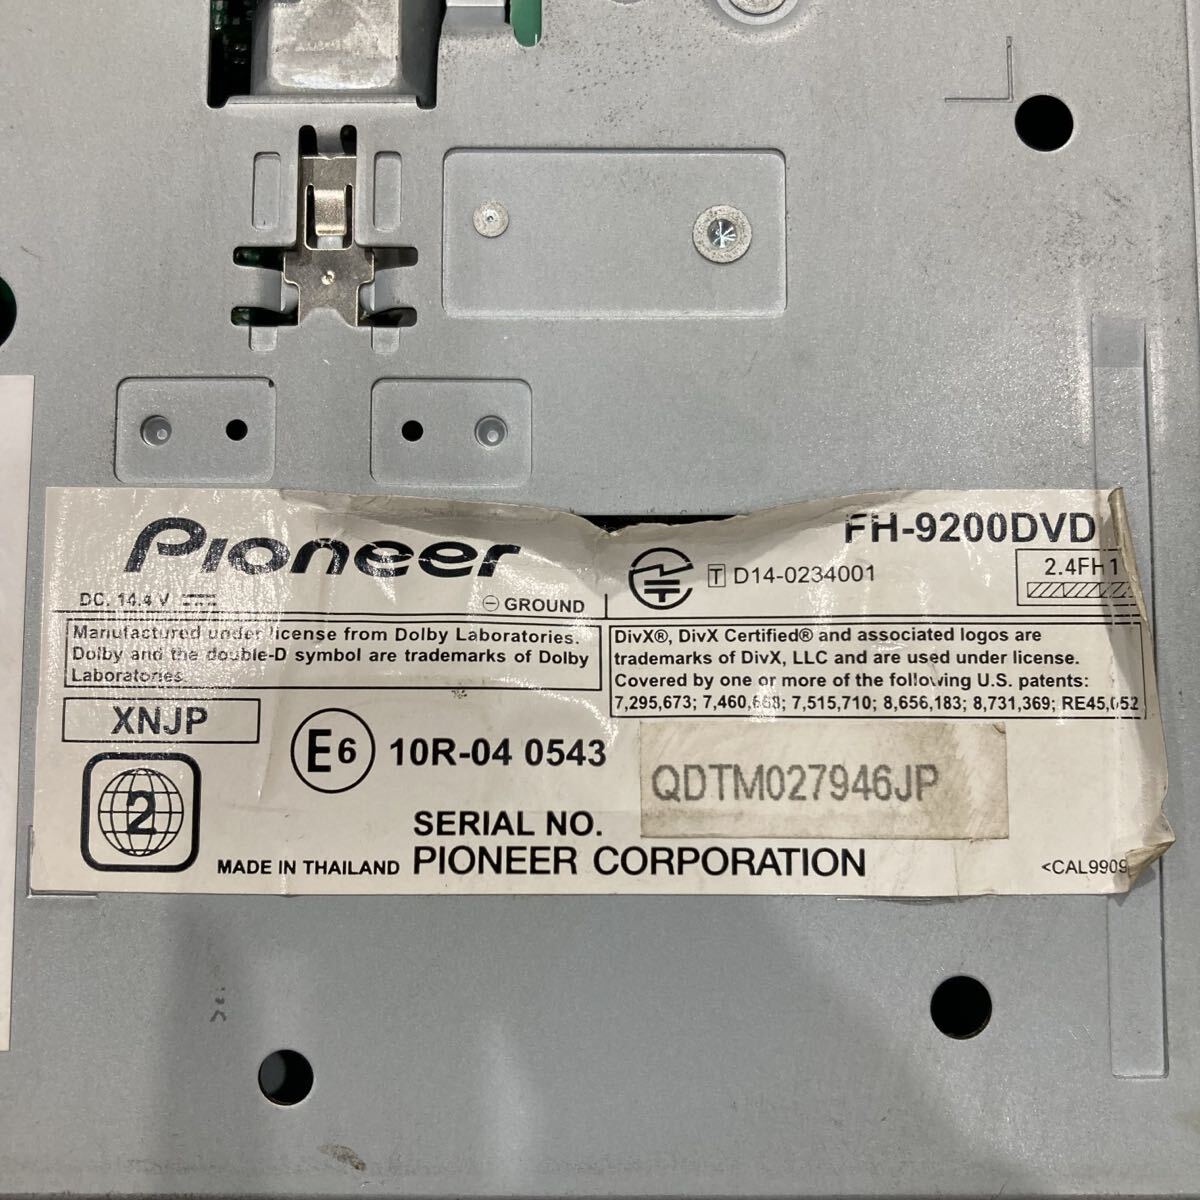 Pioneer
FH-9200DVD
T D14-0234001
2.4FH1
DC. 14.4 V
GROUND
Manufactured under license from Dolby Laboratories.
Dolby and the double-D symbol are trademarks of Dolby
Laboratories.
DivX®, DivX Certified® and associated logos are
trademarks of DivX, LLC and are used under license.
Covered by one or more of the following U.S. patents:
7,295,673; 7,460,668; 7,515,710; 8,656,183; 8,731,369; RE45,052
XNJP
E6 10R-04 0543
QDTM027946JP
2
SERIAL NO.
MADE IN THAILAND PIONEER CORPORATION
<CAL9909